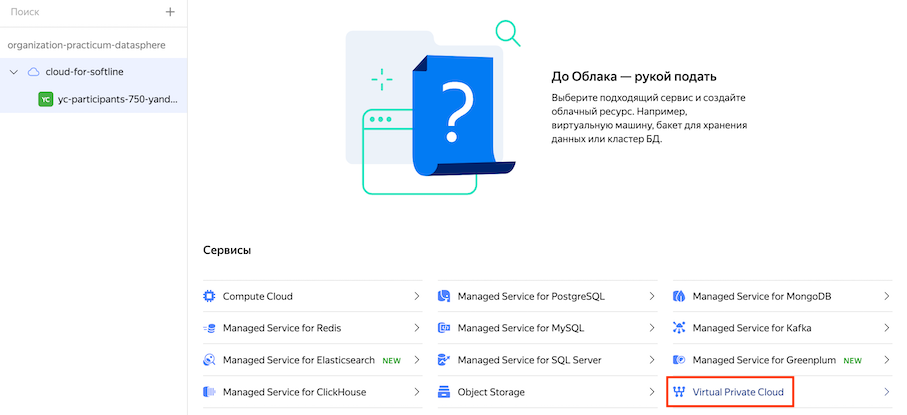 Поиск
organization-practicum-datasphere
cloud-for-softline
YC yc-participants-750-yand...
?
До Облака — рукой подать
Выберите подходящий сервис и создайте
облачный ресурс. Например,
виртуальную машину, бакет для хранения
данных или кластер БД.
Сервисы
Compute Cloud
Managed Service for PostgreSQL
Managed Service for MongoDB
Managed Service for Redis
Managed Service for MySQL
Managed Service for Kafka
Managed Service for Elasticsearch NEW
Managed Service for SQL Server
Managed Service for Greenplum NEW
Managed Service for ClickHouse
Object Storage
Virtual Private Cloud